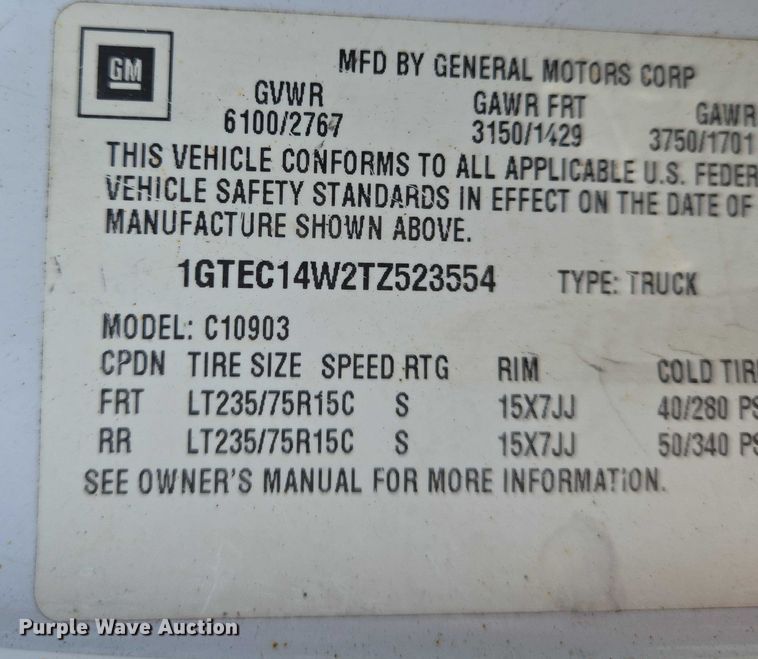 GM
MFD BY GENERAL MOTORS CORP
GVWR GAWR FRT GAWR
6100/2767 3150/1429 3750/1701
THIS VEHICLE CONFORMS TO ALL APPLICABLE U.S. FEDER
VEHICLE SAFETY STANDARDS IN EFFECT ON THE DATE OF
MANUFACTURE SHOWN ABOVE.
1GTEC14W2TZ523554 TYPE: TRUCK
MODEL: C10903
CPDN TIRE SIZE SPEED RTG RIM COLD TIR
FRT LT235/75R15C S 15X7JJ 40/280 PS
RR LT235/75R15C S 15X7JJ 50/340 PS
SEE OWNER'S MANUAL FOR MORE INFORMATION.
Purple Wave Auction